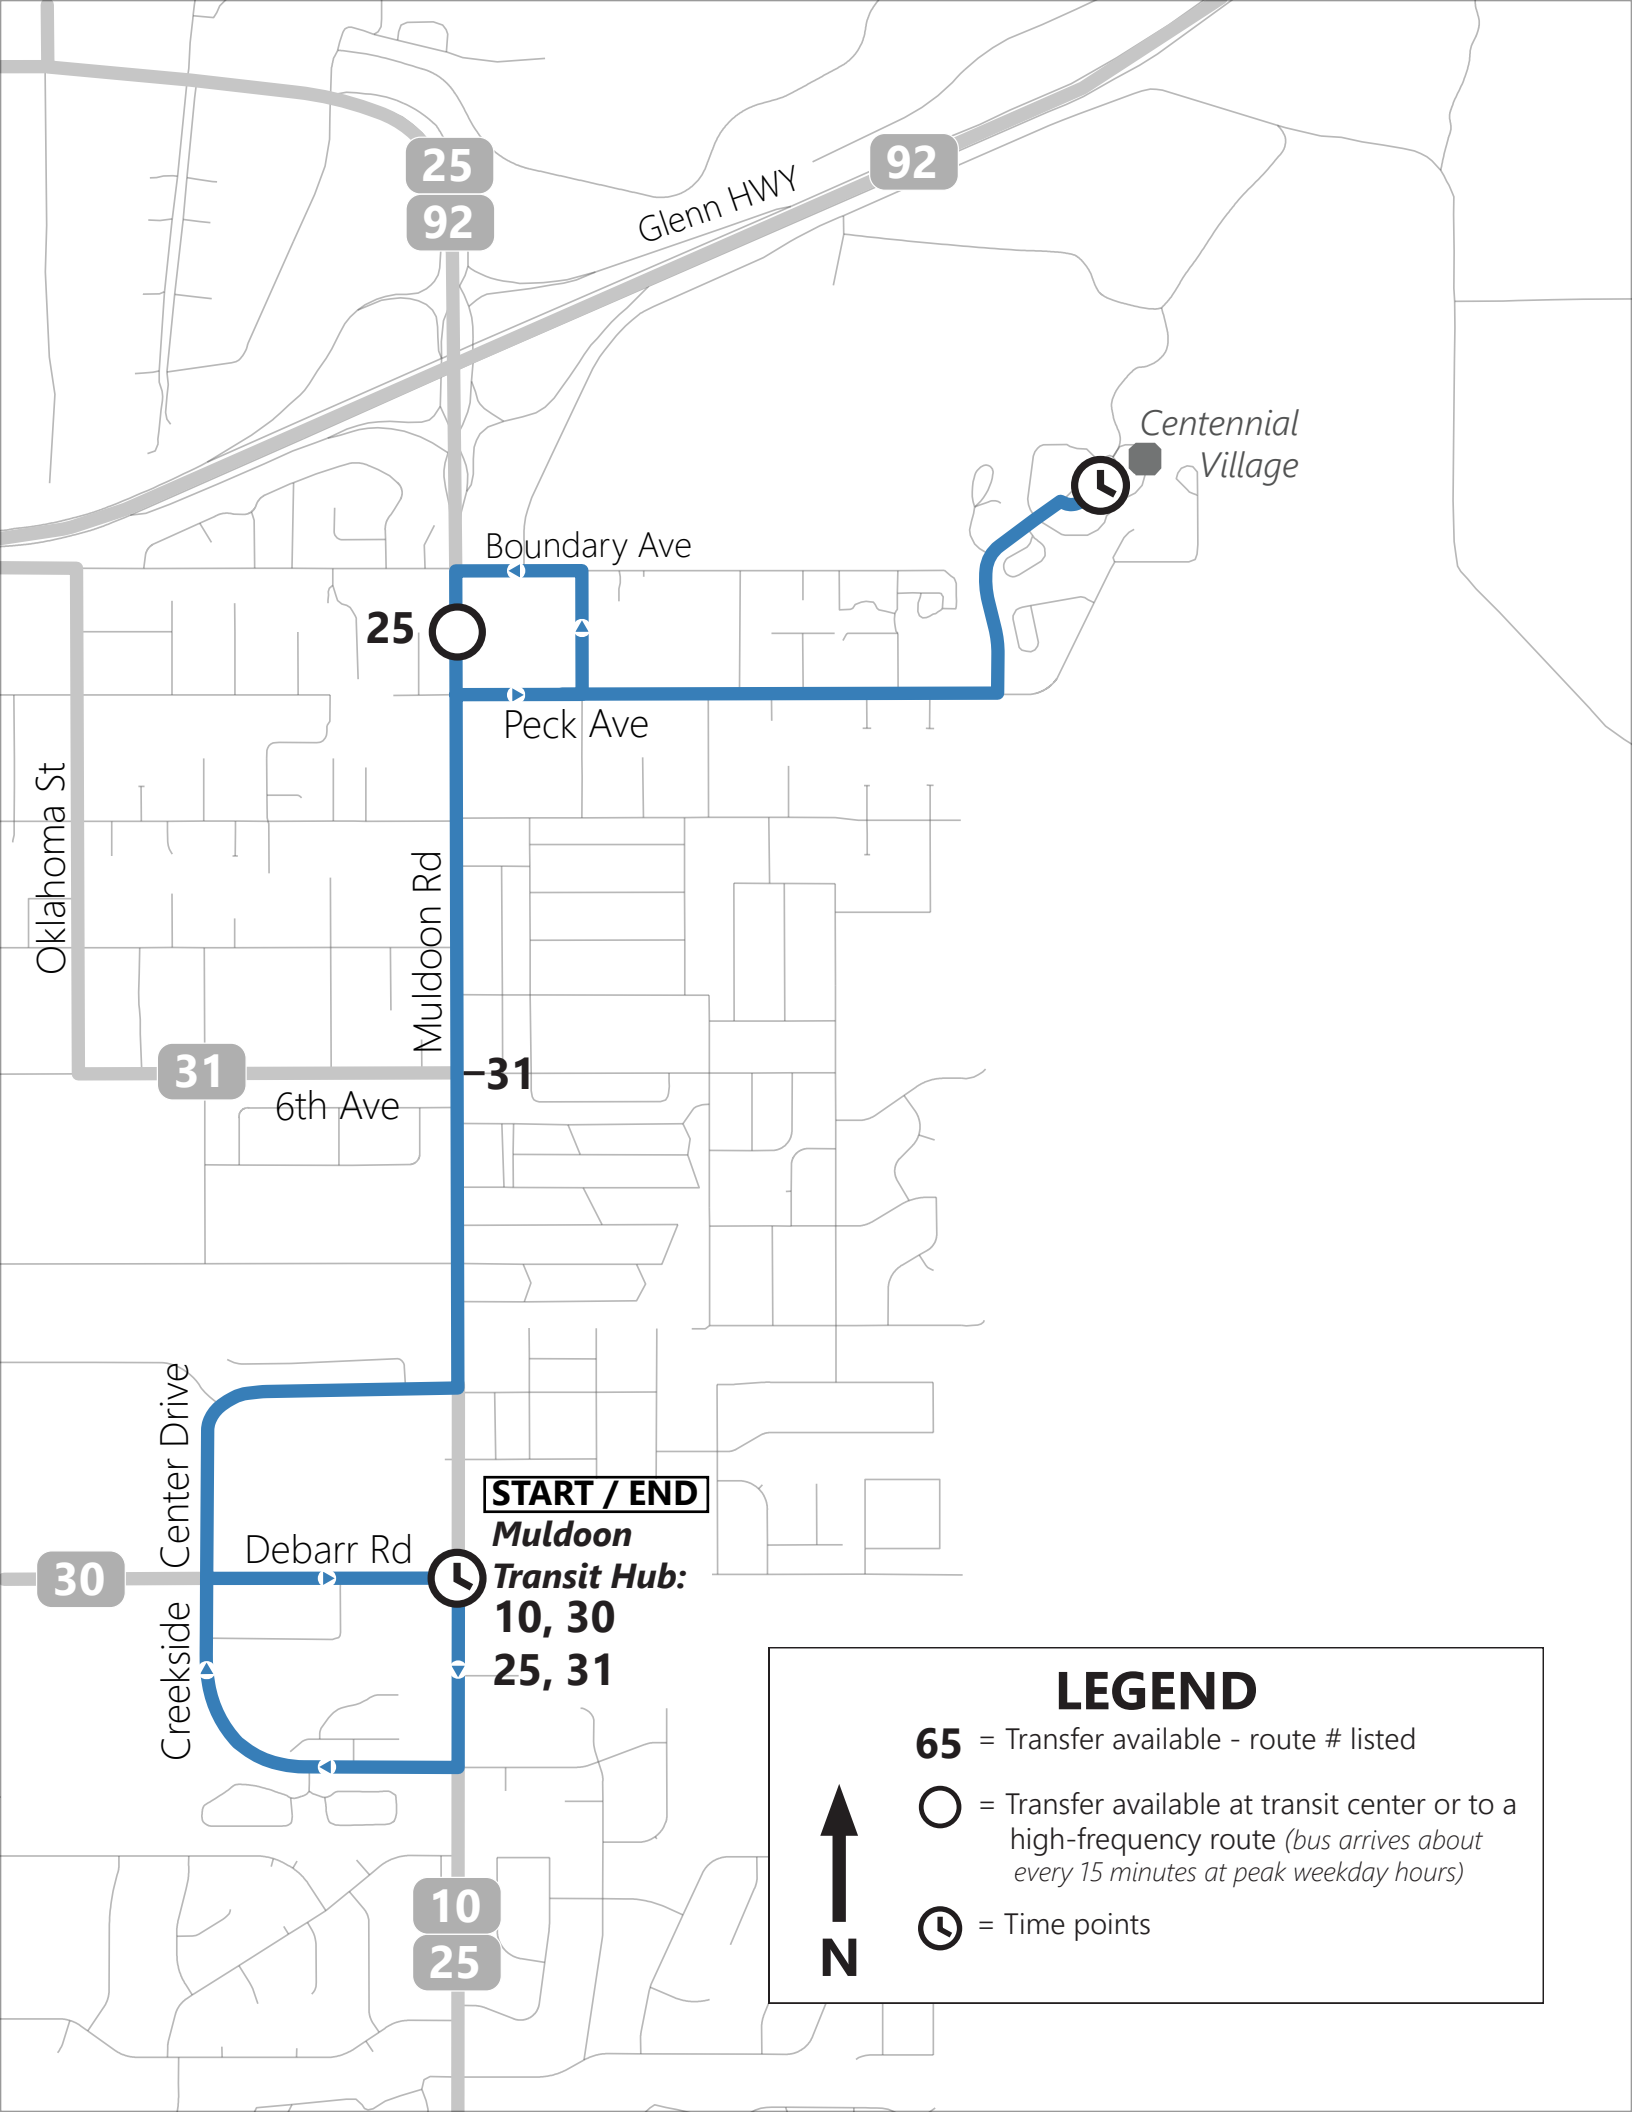 25
92
92
Glenn HWY
Centennial
Village
Boundary Ave
25
Peck Ave
Oklahoma St
Muldoon Rd
31
–31
6th Ave
Creekside Center Drive
START / END
Muldoon
Transit Hub:
10, 30
25, 31
Debarr Rd
30
10
25
LEGEND
65 = Transfer available - route # listed
= Transfer available at transit center or to a
high-frequency route (bus arrives about
every 15 minutes at peak weekday hours)
= Time points
N